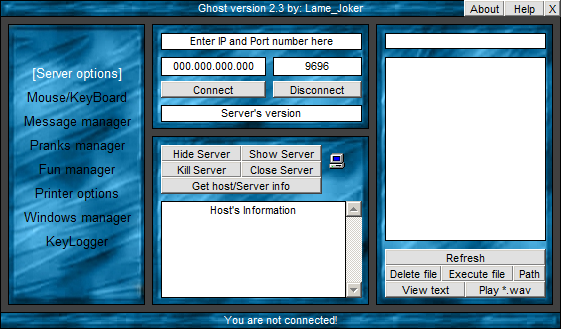 Ghost version 2.3 by: Lame_Joker
About Help X
[Server options]
Mouse/KeyBoard
Message manager
Pranks manager
Fun manager
Printer options
Windows manager
KeyLogger
Enter IP and Port number here
000.000.000.000 9696
Connect Disconnect
Server's version
Hide Server Show Server
Kill Server Close Server
Get host/Server info
Host's Information
Refresh
Delete file Execute file Path
View text Play *.wav
You are not connected!